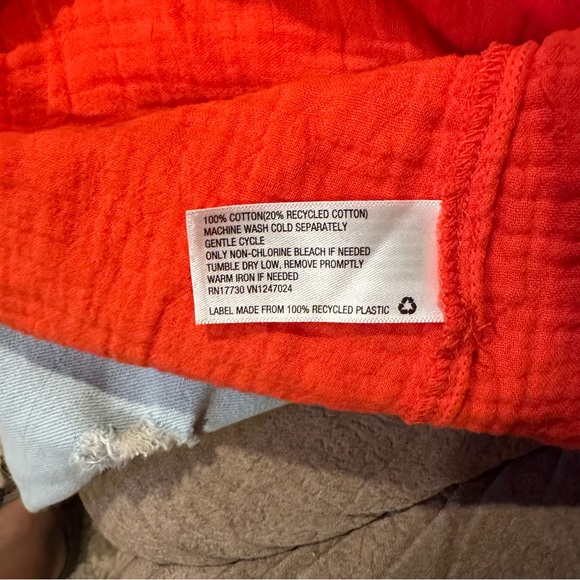 100% COTTON(20% RECYCLED COTTON)
MACHINE WASH COLD SEPARATELY
GENTLE CYCLE
ONLY NON-CHLORINE BLEACH IF NEEDED
TUMBLE DRY LOW, REMOVE PROMPTLY
WARM IRON IF NEEDED
RN17730 VN1247024
LABEL MADE FROM 100% RECYCLED PLASTIC